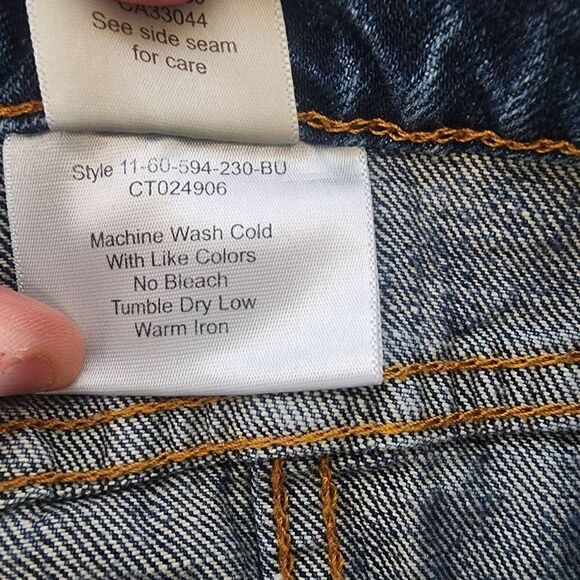 CA33044
See side seam
for care
Style 11-60-594-230-BU
CT024906
Machine Wash Cold
With Like Colors
No Bleach
Tumble Dry Low
Warm Iron